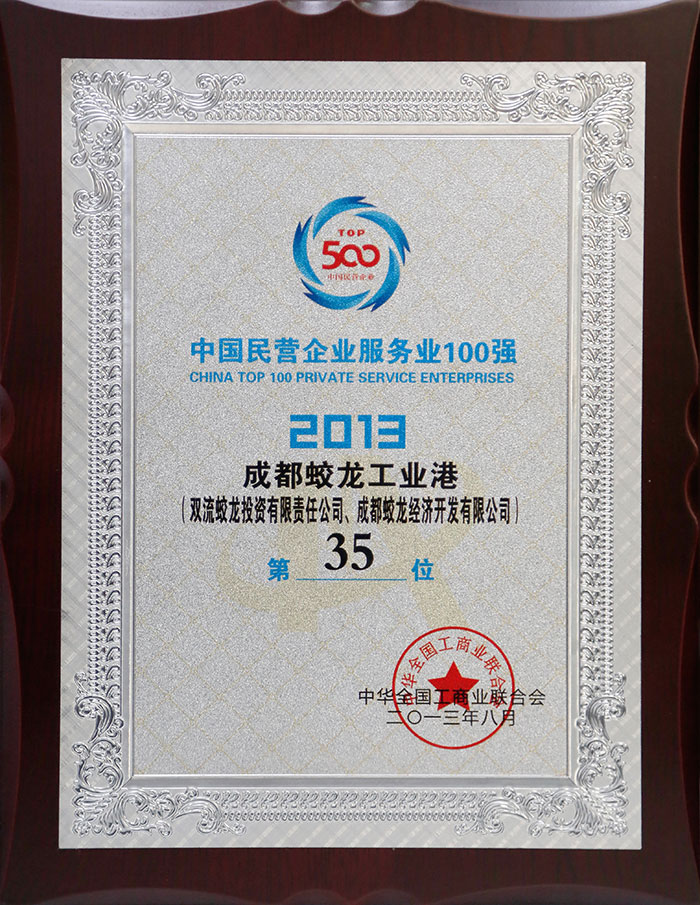 TOP
500
中国民营企业
中国民营企业服务业100强
CHINA TOP 100 PRIVATE SERVICE ENTERPRISES
2013
成都蛟龙工业港
（双流蛟龙投资有限责任公司、成都蛟龙经济开发有限公司）
第 35 位
中华全国工商业联合会
中华全国工商业联合会
二〇一三年八月